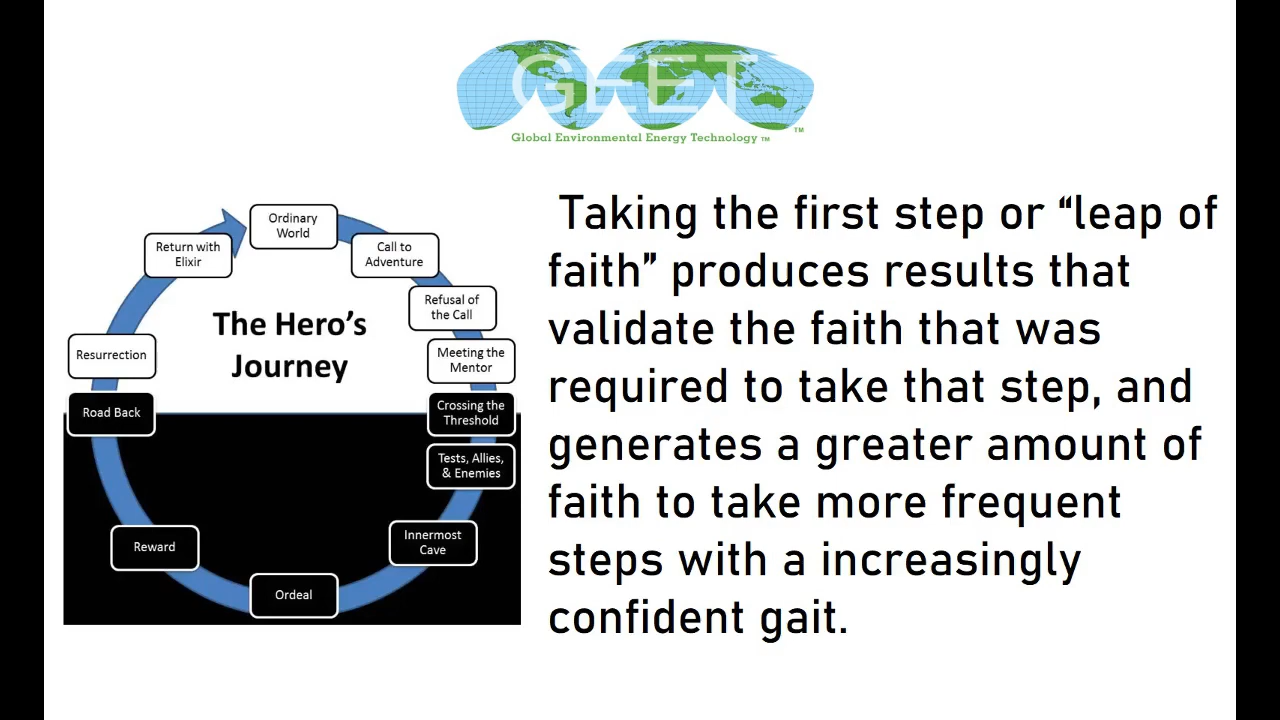 GEET
TM
Global Environmental Energy Technology TM
Ordinary
World
Call to
Adventure
Refusal of
the Call
Meeting the
Mentor
Crossing the
Threshold
Tests, Allies,
& Enemies
Innermost
Cave
Ordeal
Reward
Road Back
Resurrection
Return with
Elixir
The Hero's
Journey
Taking the first step or “leap of
faith” produces results that
validate the faith that was
required to take that step, and
generates a greater amount of
faith to take more frequent
steps with a increasingly
confident gait.